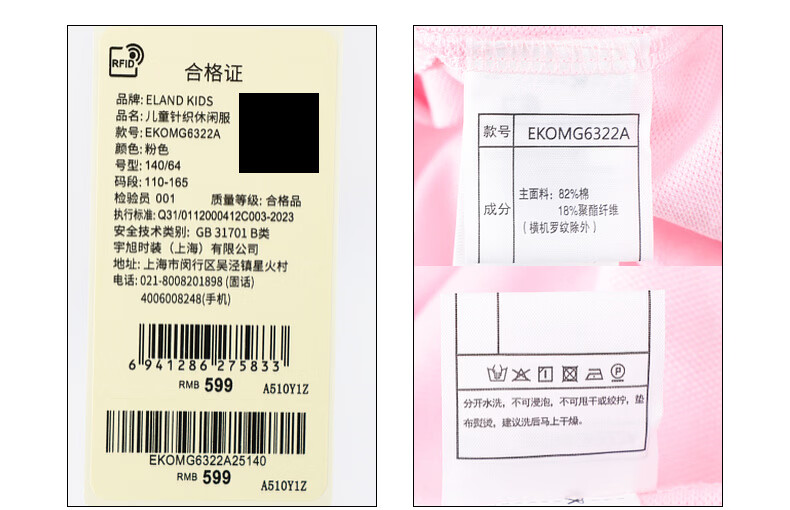 RFID
合格证
品牌: ELAND KIDS
品名: 儿童针织休闲服
款号: EKOMG6322A
颜色: 粉色
号型: 140/64
码段: 110-165
检验员 001 质量等级: 合格品
执行标准: Q31/0112000412C003-2023
安全技术类别: GB 31701 B类
宇旭时装（上海）有限公司
地址: 上海市闵行区吴泾镇星火村
电话: 021-8008201898 (固话)
4006008248(手机)
6 941286 275833
RMB 599 A510Y1Z
EKOMG6322A25140
RMB 599 A510Y1Z
款号 EKOMG6322A
成分 主面料: 82%棉
18%聚酯纤维
（横机罗纹除外）
分开水洗，不可浸泡，不可甩干或绞拧，垫
布熨烫，建议洗后马上干燥。